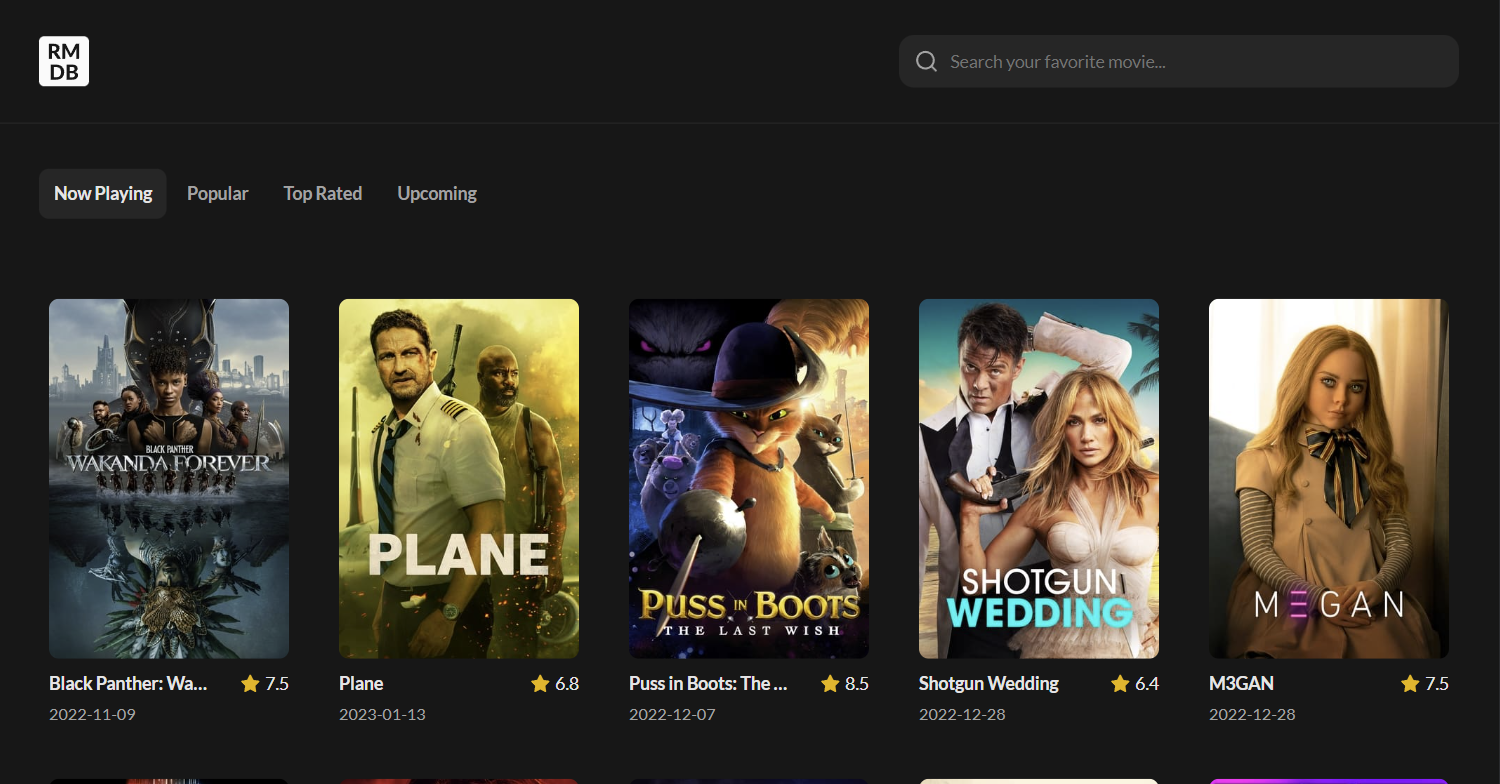 RM
DB
Search your favorite movie...
Now Playing
Popular
Top Rated
Upcoming
BLACK PANTHER
WAKANDA FOREVER
PLANE
PUSS IN BOOTS
THE LAST WISH
SHOTGUN
WEDDING
M3GAN
Black Panther: Wa...
7.5
2022-11-09
Plane
6.8
2023-01-13
Puss in Boots: The ...
8.5
2022-12-07
Shotgun Wedding
6.4
2022-12-28
M3GAN
7.5
2022-12-28